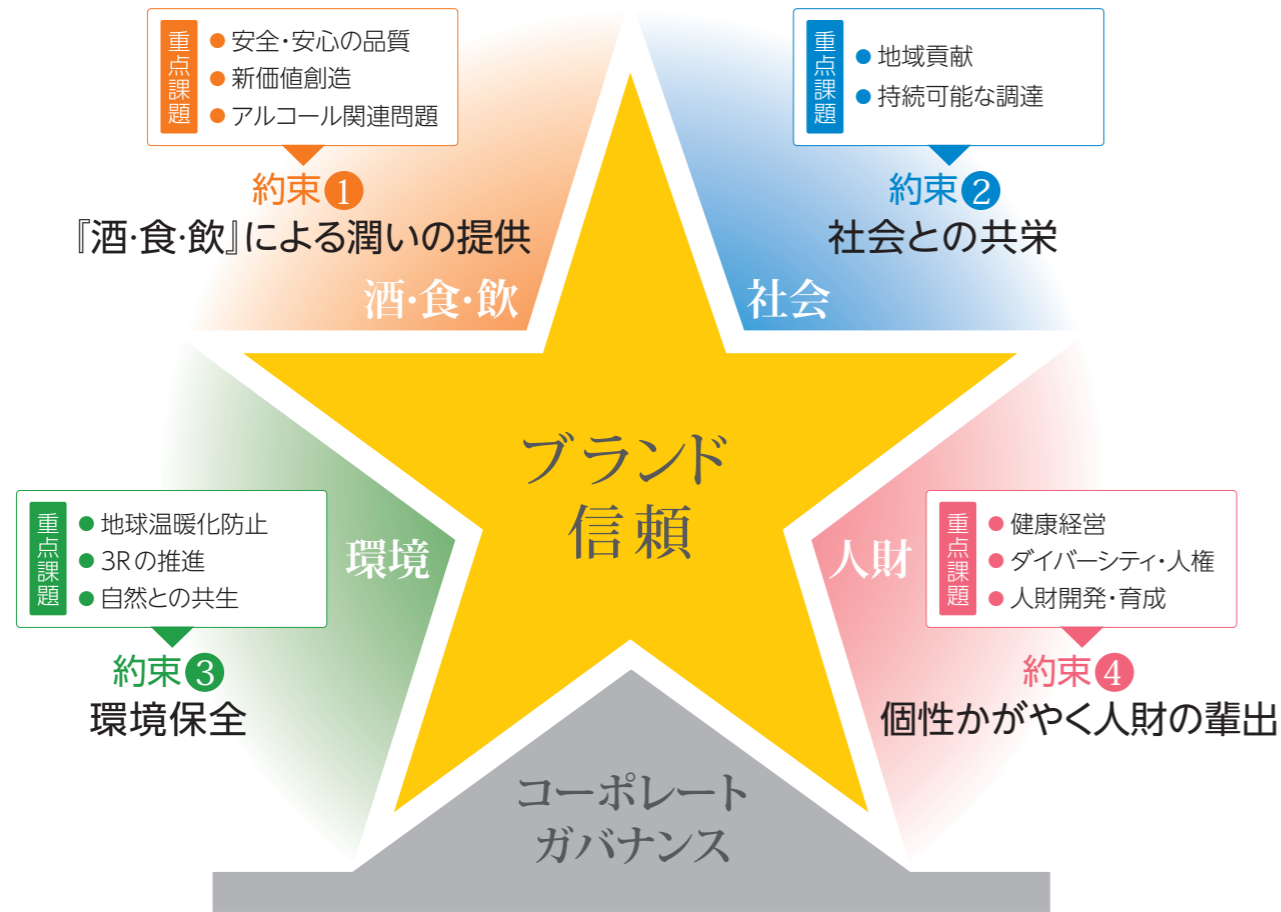 重点課題
● 安全・安心の品質
● 新価値創造
● アルコール関連問題
約束❶
『酒・食・飲』による潤いの提供
酒・食・飲
重点課題
● 地域貢献
● 持続可能な調達
約束❷
社会との共栄
社会
ブランド
信頼
重点課題
● 地球温暖化防止
● 3Rの推進
● 自然との共生
約束❸
環境保全
環境
人財
重点課題
● 健康経営
● ダイバーシティ・人権
● 人財開発・育成
約束❹
個性かがやく人財の輩出
コーポレート
ガバナンス